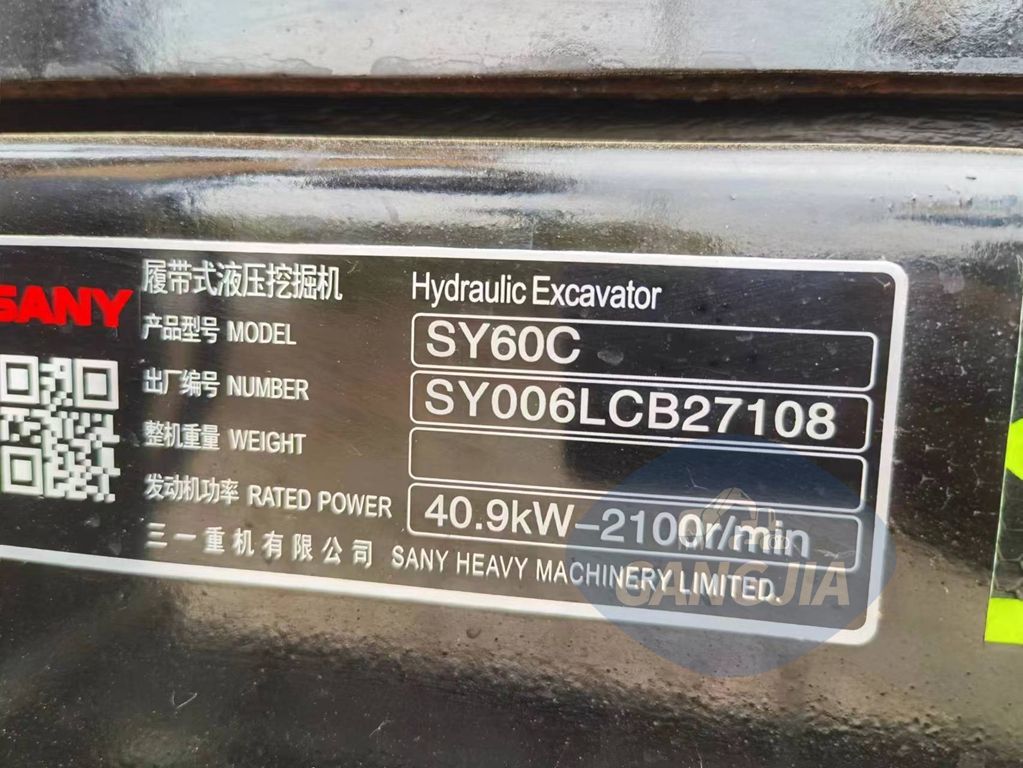 履带式液压挖掘机 Hydraulic Excavator
SANY
产品型号 MODEL SY60C
出厂编号 NUMBER SY006LCB27108
整机重量 WEIGHT
发动机功率 RATED POWER 40.9kW-2100r/min
三一重机有限公司 SANY HEAVY MACHINERY LIMITED.
GANGJIA